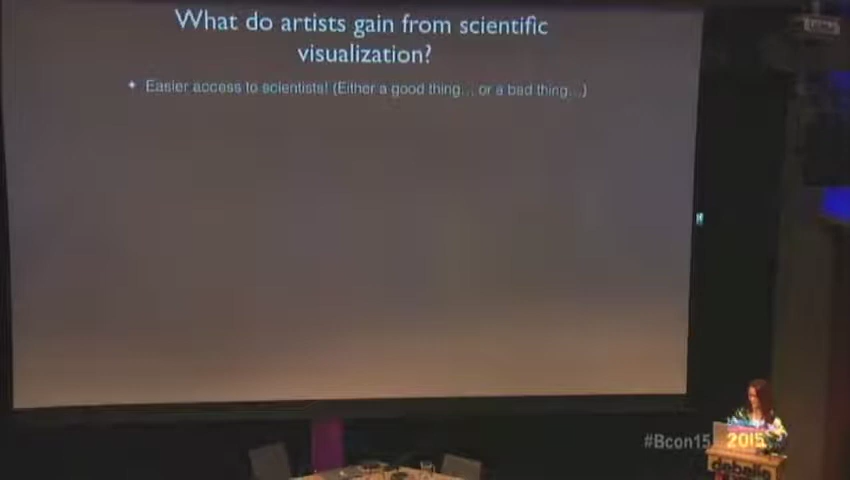 What do artists gain from scientific
visualization?
✦ Easier access to scientists! (Either a good thing... or a bad thing...)
#Bcon15 2015
debalie